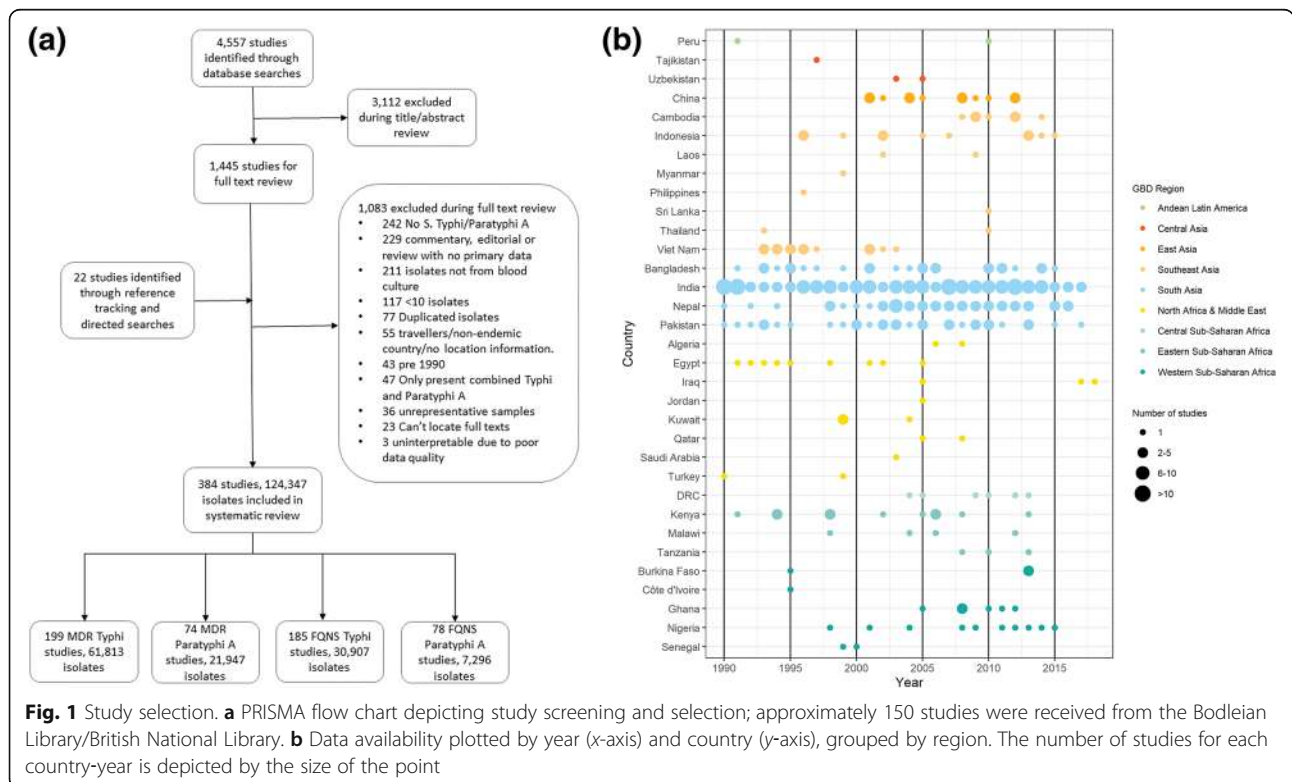 (a)
4,557 studies
identified through
database searches
3,112 excluded
during title/abstract
review
1,445 studies for
full text review
22 studies identified
through reference
tracking and
directed searches
1,083 excluded during full text review
• 242 No S. Typhi/Paratyphi A
• 229 commentary, editorial or
review with no primary data
• 211 isolates not from blood
culture
• 117 <10 isolates
• 77 Duplicated isolates
• 55 travellers/non-endemic
country/no location information.
• 43 pre 1990
• 47 Only present combined Typhi
and Paratyphi A
• 36 unrepresentative samples
• 23 Can't locate full texts
• 3 uninterpretable due to poor
data quality
384 studies, 124,347
isolates included in
systematic review
199 MDR Typhi
studies, 61,813
isolates
74 MDR
Paratyphi A
studies, 21,947
isolates
185 FQNS Typhi
studies, 30,907
isolates
78 FQNS
Paratyphi A
studies, 7,296
isolates
(b)
Country
Peru
Tajikistan
Uzbekistan
China
Cambodia
Indonesia
Laos
Myanmar
Philippines
Sri Lanka
Thailand
Viet Nam
Bangladesh
India
Nepal
Pakistan
Algeria
Egypt
Iraq
Jordan
Kuwait
Qatar
Saudi Arabia
Turkey
DRC
Kenya
Malawi
Tanzania
Burkina Faso
Côte d'Ivoire
Ghana
Nigeria
Senegal
1990 1995 2000 2005 2010 2015
Year
GBD Region
Andean Latin America
Central Asia
East Asia
Southeast Asia
South Asia
North Africa & Middle East
Central Sub-Saharan Africa
Eastern Sub-Saharan Africa
Western Sub-Saharan Africa
Number of studies
1
2-5
6-10
>10
Fig. 1 Study selection. a PRISMA flow chart depicting study screening and selection; approximately 150 studies were received from the Bodleian
Library/British National Library. b Data availability plotted by year (x-axis) and country (y-axis), grouped by region. The number of studies for each
country-year is depicted by the size of the point